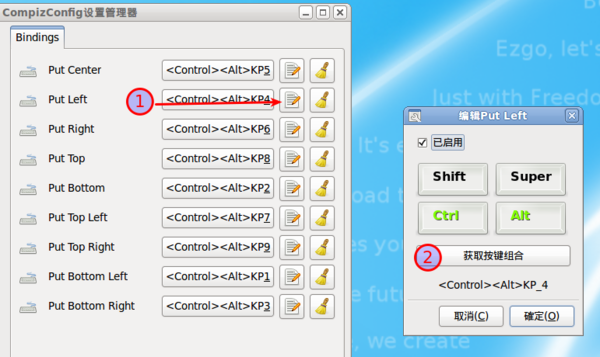 CompizConfig设置管理器
Bindings
Put Center <Control><Alt>KP5
Put Left 1 <Control><Alt>KP4
Put Right <Control><Alt>KP6
Put Top <Control><Alt>KP8
Put Bottom <Control><Alt>KP2
Put Top Left <Control><Alt>KP7
Put Top Right <Control><Alt>KP9
Put Bottom Left <Control><Alt>KP1
Put Bottom Right <Control><Alt>KP3
Ezgo, let's
Just with Freedo
It's e
oad t
es you
e futu
, we create
编辑Put Left
已启用
Shift Super
Ctrl Alt
2 获取按键组合
<Control><Alt>KP_4
取消(C) 確定(O)